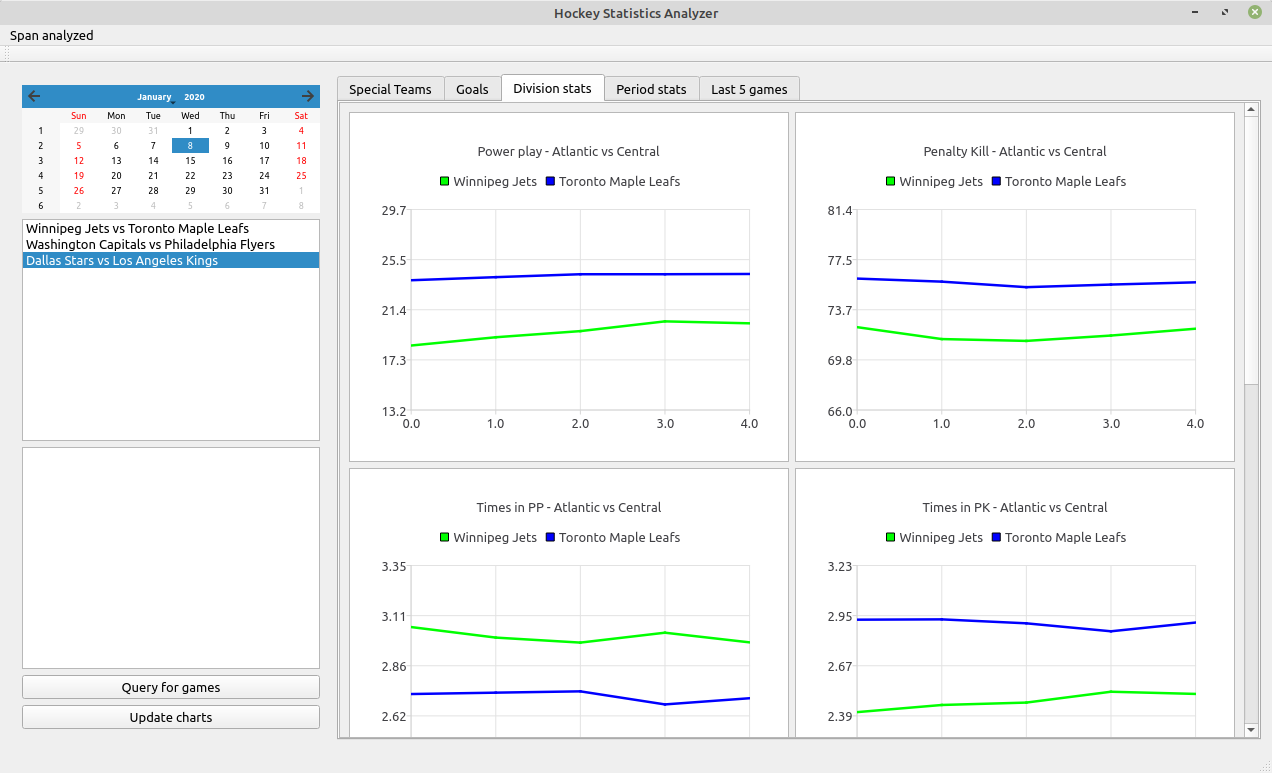 Hockey Statistics Analyzer
Span analyzed
January 2020
Sun Mon Tue Wed Thu Fri Sat
1 29 30 31 1 2 3 4
2 5 6 7 8 9 10 11
3 12 13 14 15 16 17 18
4 19 20 21 22 23 24 25
5 26 27 28 29 30 31 1
6 2 3 4 5 6 7 8
Winnipeg Jets vs Toronto Maple Leafs
Washington Capitals vs Philadelphia Flyers
Dallas Stars vs Los Angeles Kings
Query for games
Update charts
Special Teams Goals Division stats Period stats Last 5 games
Power play - Atlantic vs Central
Winnipeg Jets Toronto Maple Leafs
29.7
25.5
21.4
17.3
13.2
0.0 1.0 2.0 3.0 4.0
Penalty Kill - Atlantic vs Central
Winnipeg Jets Toronto Maple Leafs
81.4
77.5
73.7
69.8
66.0
0.0 1.0 2.0 3.0 4.0
Times in PP - Atlantic vs Central
Winnipeg Jets Toronto Maple Leafs
3.35
3.11
2.86
2.62
Times in PK - Atlantic vs Central
Winnipeg Jets Toronto Maple Leafs
3.23
2.95
2.67
2.39